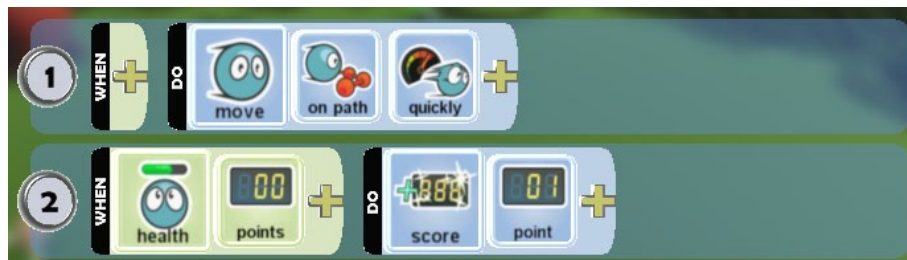 1 WHEN DO move on path quickly
2 WHEN health 00 points DO score 01 point